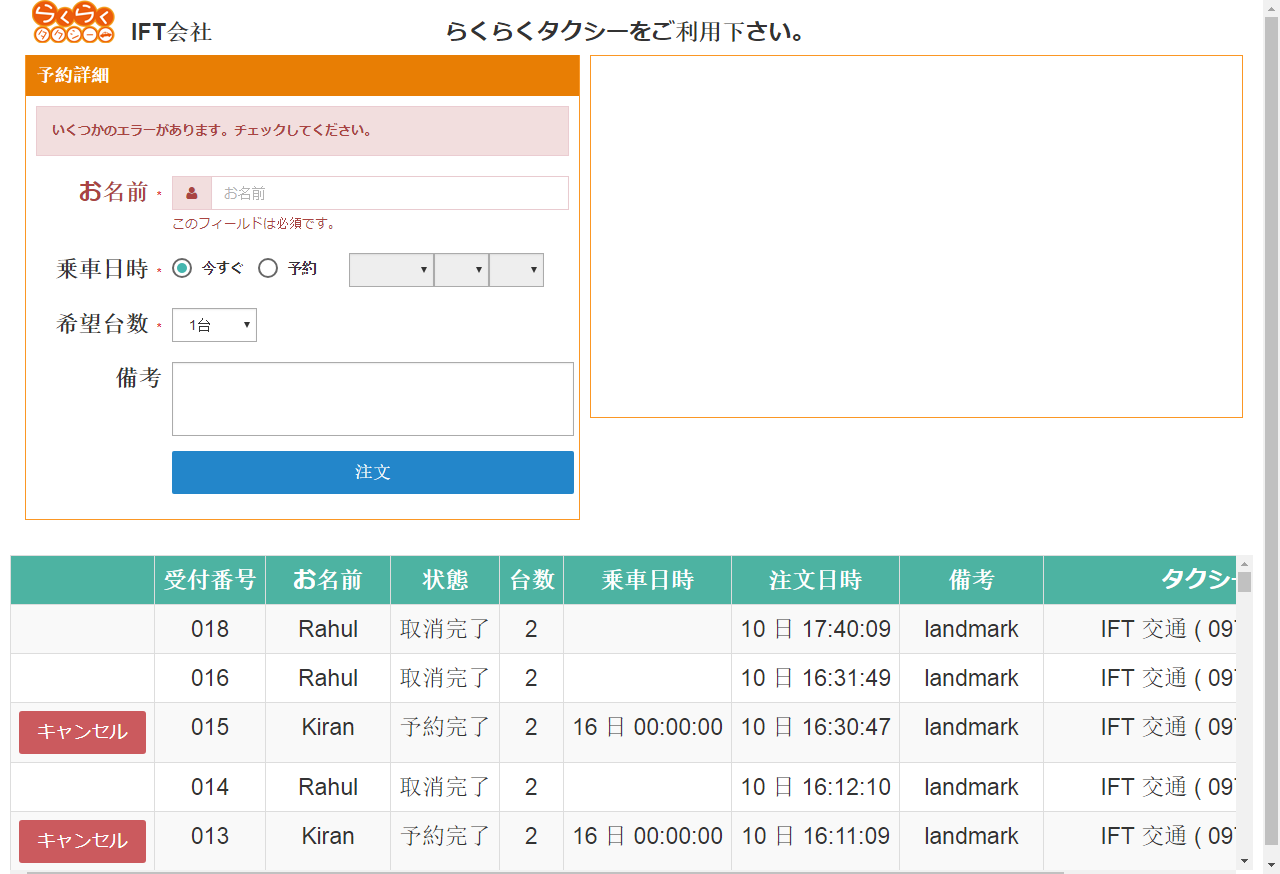 らくらく
タクシー
IFT会社
らくらくタクシーをご利用下さい。
予約詳細
いくつかのエラーがあります。チェックしてください。
お名前 * お名前
このフィールドは必須です。
乗車日時 * 今すぐ 予約
希望台数 * 1台
備考
注文
受付番号 お名前 状態 台数 乗車日時 注文日時 備考 タクシー
018 Rahul 取消完了 2 10 日 17:40:09 landmark IFT 交通 ( 097
016 Rahul 取消完了 2 10 日 16:31:49 landmark IFT 交通 ( 097
キャンセル 015 Kiran 予約完了 2 16 日 00:00:00 10 日 16:30:47 landmark IFT 交通 ( 097
014 Rahul 取消完了 2 10 日 16:12:10 landmark IFT 交通 ( 097
キャンセル 013 Kiran 予約完了 2 16 日 00:00:00 10 日 16:11:09 landmark IFT 交通 ( 097